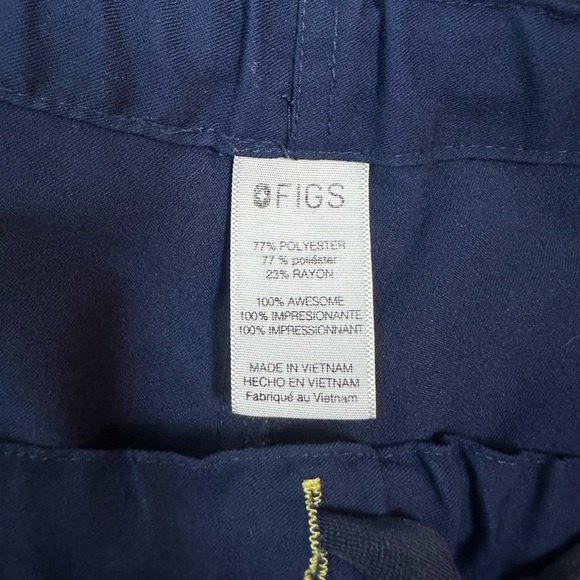 FIGS
77% POLYESTER
77 % poliéster
23% RAYON
100% AWESOME
100% IMPRESIONANTE
100% IMPRESSIONNANT
MADE IN VIETNAM
HECHO EN VIETNAM
Fabriqué au Vietnam